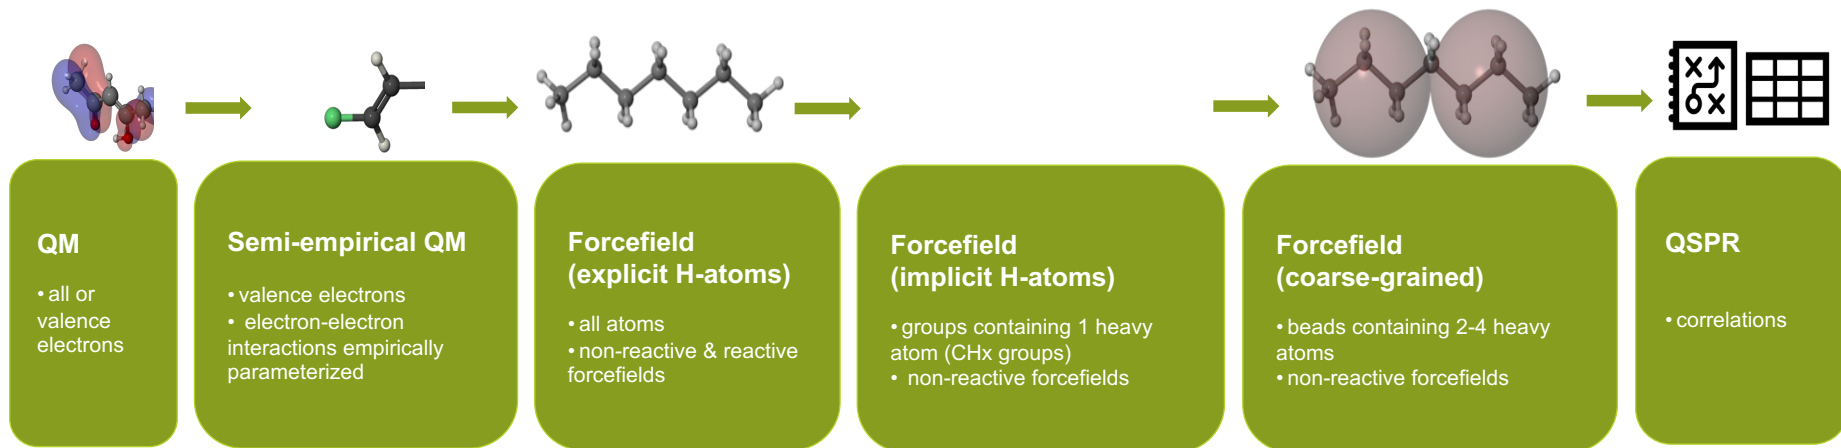 QM
• all or
valence
electrons
Semi-empirical QM
• valence electrons
• electron-electron
interactions empirically
parameterized
Forcefield
(explicit H-atoms)
• all atoms
• non-reactive & reactive
forcefields
Forcefield
(implicit H-atoms)
• groups containing 1 heavy
atom (CHx groups)
• non-reactive forcefields
Forcefield
(coarse-grained)
• beads containing 2-4 heavy
atoms
• non-reactive forcefields
QSPR
• correlations